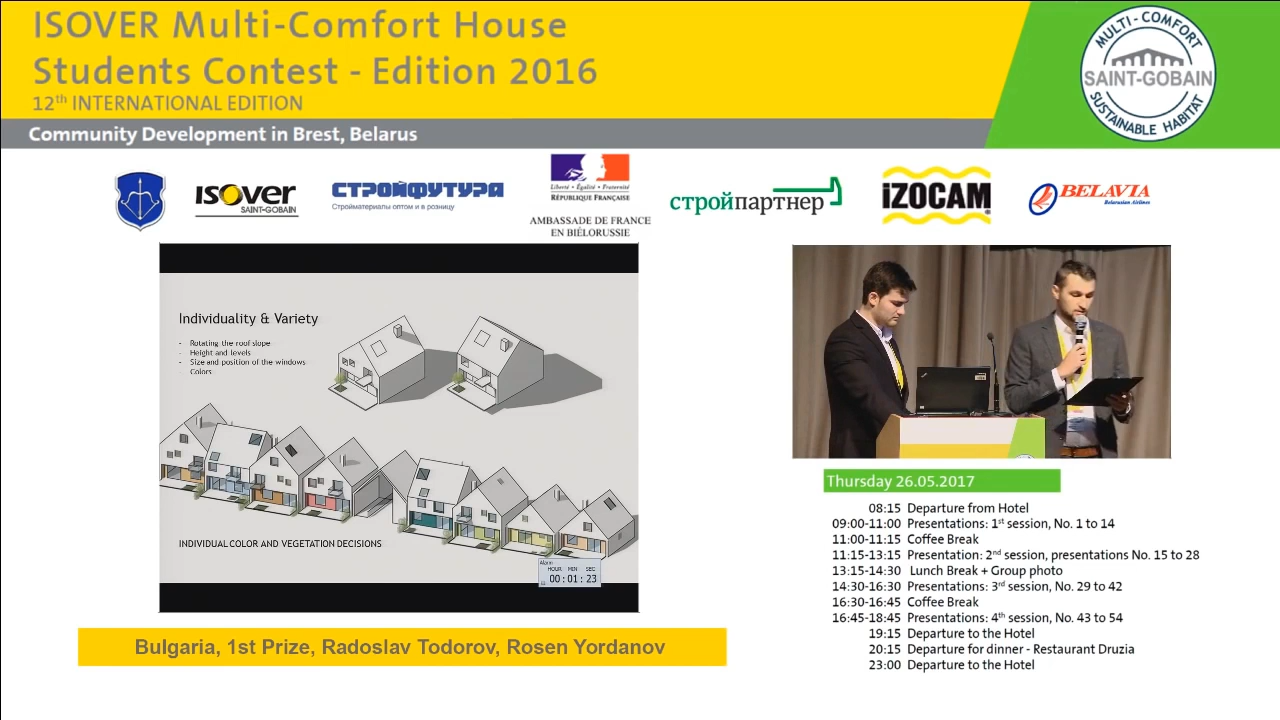 ISOVER Multi-Comfort House
Students Contest - Edition 2016
12th INTERNATIONAL EDITION
Community Development in Brest, Belarus
MULTI - COMFORT
SAINT-GOBAIN
SUSTAINABLE HABITAT
isover
SAINT-GOBAIN
СТРОЙФУТУРА
Стройматериалы оптом и в розницу
Liberté • Égalité • Fraternité
RÉPUBLIQUE FRANÇAISE
AMBASSADE DE FRANCE
EN BIÉLORUSSIE
стройпартнер
iZOCAM
BELAVIA
Belarusian Airlines
Individuality & Variety
- Rotating the roof slope
- Height and levels
- Size and position of the windows
- Colors
INDIVIDUAL COLOR AND VEGETATION DECISIONS
Alarm
HOUR MIN SEC
00:01:23
Bulgaria, 1st Prize, Radoslav Todorov, Rosen Yordanov
Thursday 26.05.2017
08:15 Departure from Hotel
09:00-11:00 Presentations: 1st session, No. 1 to 14
11:00-11:15 Coffee Break
11:15-13:15 Presentation: 2nd session, presentations No. 15 to 28
13:15-14:30 Lunch Break + Group photo
14:30-16:30 Presentations: 3rd session, No. 29 to 42
16:30-16:45 Coffee Break
16:45-18:45 Presentations: 4th session, No. 43 to 54
19:15 Departure to the Hotel
20:15 Departure for dinner - Restaurant Druzia
23:00 Departure to the Hotel